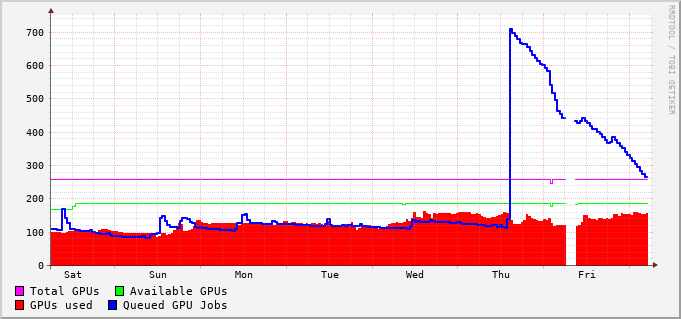 RRDTOOL / TOBI OETIKER
700
600
500
400
300
200
100
0
Sat Sun Mon Tue Wed Thu Fri
Total GPUs Available GPUs
GPUs used Queued GPU Jobs